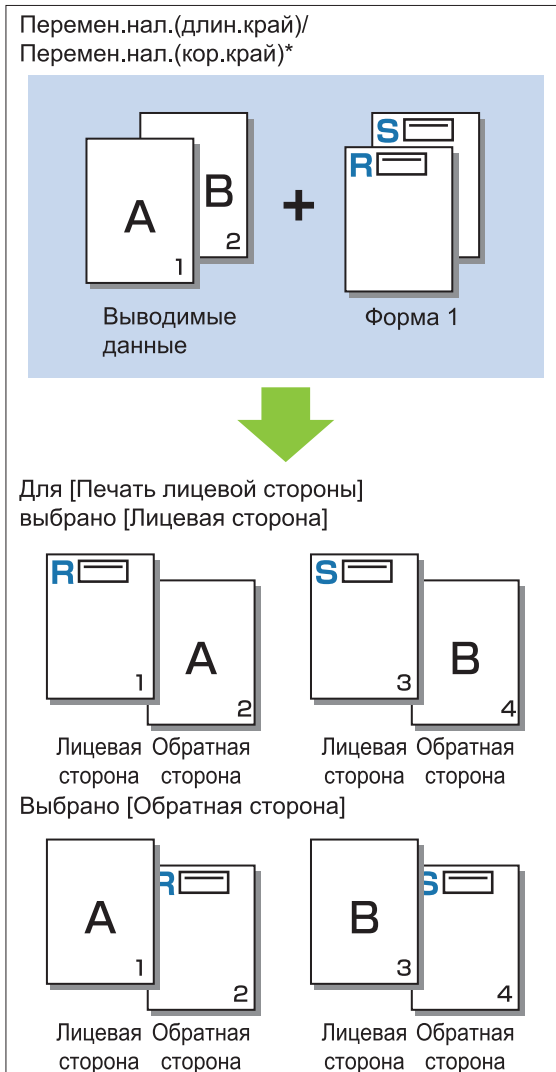 Перемен.нал.(длин.край)/
Перемен.нал.(кор.край)*
A
1
B
2
+
R
S
Выводимые
данные
Форма 1
Для [Печать лицевой стороны]
выбрано [Лицевая сторона]
R
1
A
2
S
3
B
4
Лицевая Обратная
сторона сторона
Лицевая Обратная
сторона сторона
Выбрано [Обратная сторона]
A
1
R
2
B
3
S
4
Лицевая Обратная
сторона сторона
Лицевая Обратная
сторона сторона